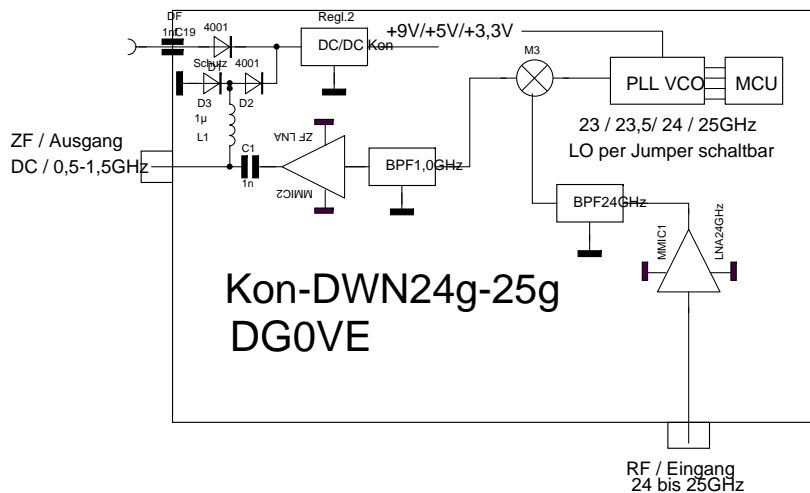 DF
1nf C19
4001
Schutz
D1
4001
D3
D2
1µ
L1
Regl.2
DC/DC Kon
+9V/+5V/+3,3V
M3
PLL VCO
MCU
23 / 23,5/ 24 / 25GHz
LO per Jumper schaltbar
ZF / Ausgang
DC / 0,5-1,5GHz
C1
1n
ZF LNA
MMIC2
BPF1,0GHz
BPF24GHz
MMIC1
LNA24GHz
Kon-DWN24g-25g
DG0VE
RF / Eingang
24 bis 25GHz